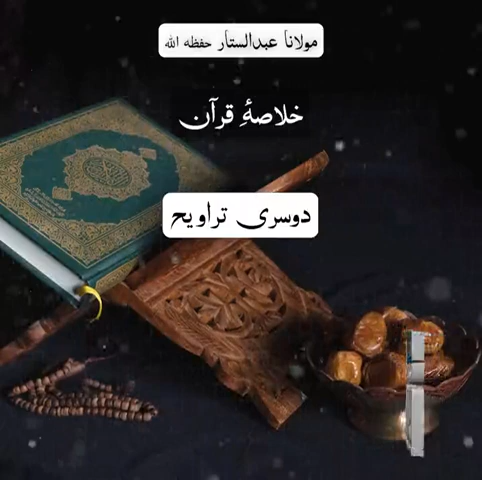 مولانا عبدالستار حفظہ اللہ
خلاصۂِ قرآن
دوسری تراویح